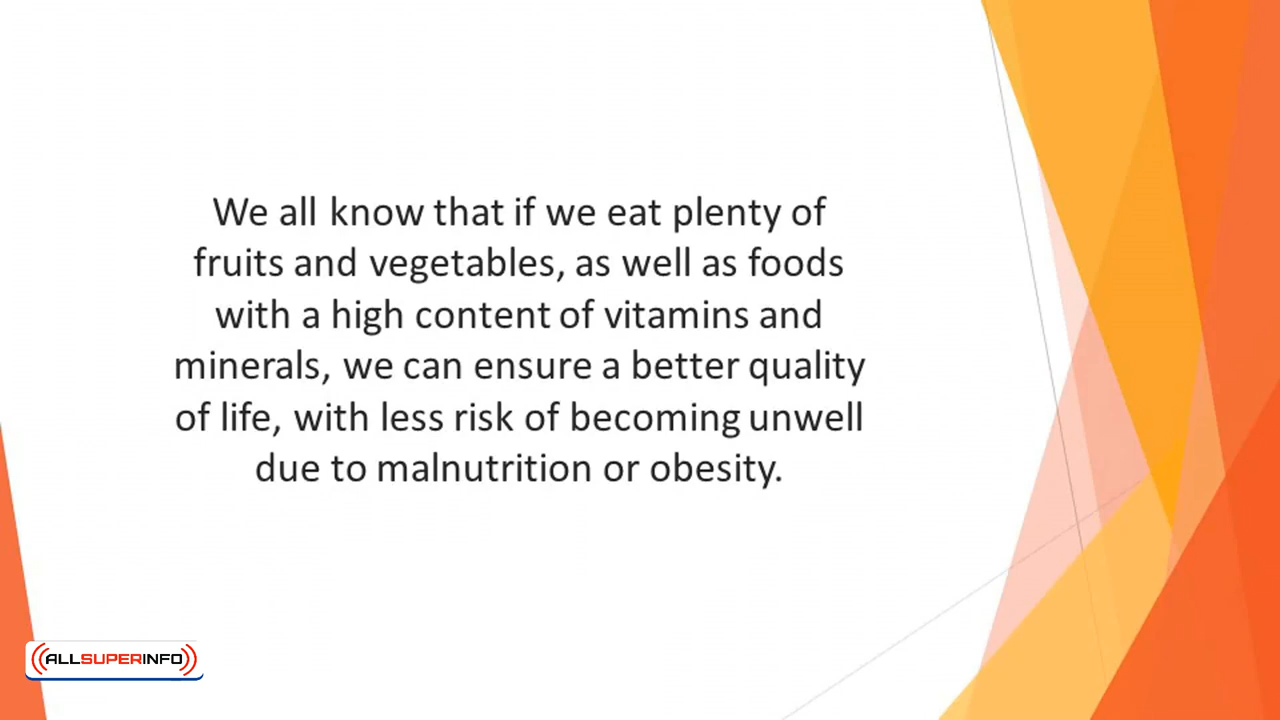 We all know that if we eat plenty of
fruits and vegetables, as well as foods
with a high content of vitamins and
minerals, we can ensure a better quality
of life, with less risk of becoming unwell
due to malnutrition or obesity.
ALLSUPERINFO